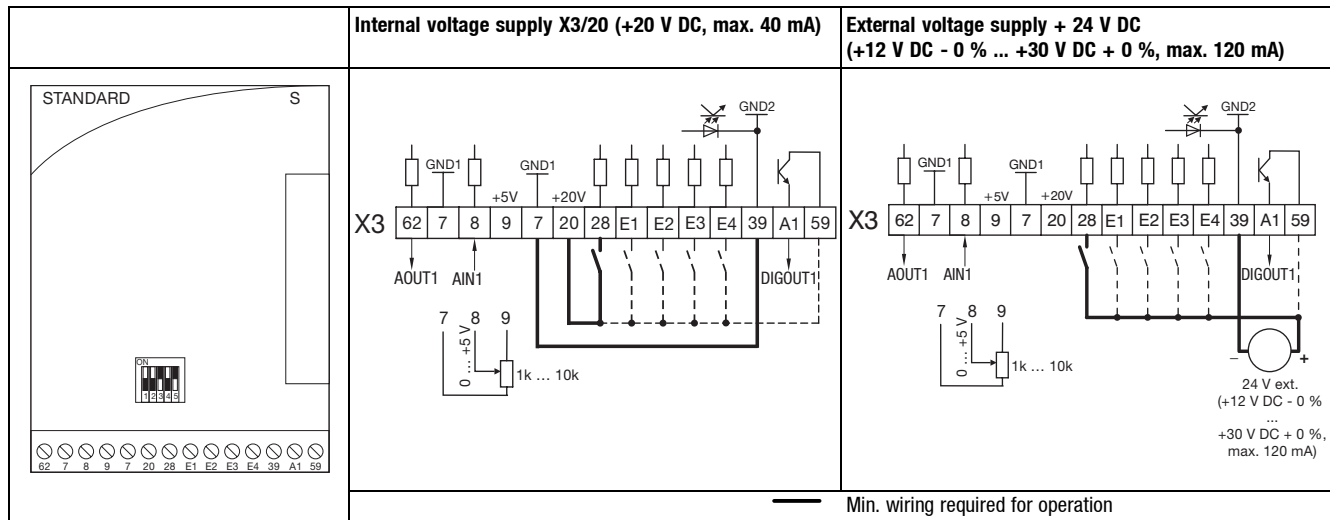 Internal voltage supply X3/20 (+20 V DC, max. 40 mA)
External voltage supply + 24 V DC
(+12 V DC - 0 % ... +30 V DC + 0 %, max. 120 mA)
STANDARD S
ON
1 2 3 4 5
62 7 8 9 7 20 28 E1 E2 E3 E4 39 A1 59
GND2
GND1 GND1
+5V +20V
X3 62 7 8 9 7 20 28 E1 E2 E3 E4 39 A1 59
AOUT1 AIN1 DIGOUT1
7 8 9
0 ... +5 V
1k ... 10k
GND2
GND1 GND1
+5V +20V
X3 62 7 8 9 7 20 28 E1 E2 E3 E4 39 A1 59
AOUT1 AIN1 DIGOUT1
7 8 9
0 ... +5 V
1k ... 10k
– +
24 V ext.
(+12 V DC - 0 %
...
+30 V DC + 0 %,
max. 120 mA)
Min. wiring required for operation